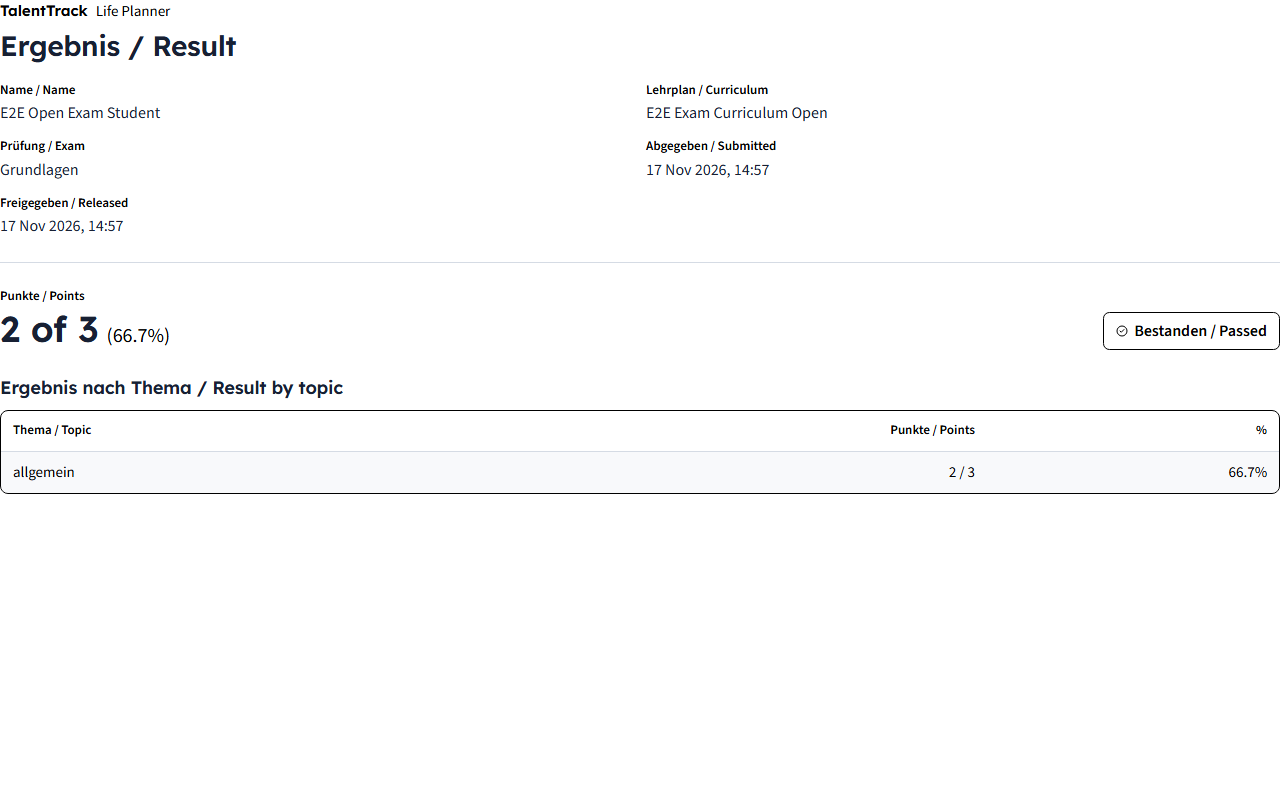 TalentTrack Life Planner
Ergebnis / Result
Name / Name
E2E Open Exam Student
Lehrplan / Curriculum
E2E Exam Curriculum Open
Prüfung / Exam
Grundlagen
Abgegeben / Submitted
17 Nov 2026, 14:57
Freigegeben / Released
17 Nov 2026, 14:57
Punkte / Points
2 of 3 (66.7%)
Bestanden / Passed
Ergebnis nach Thema / Result by topic
Thema / Topic Punkte / Points %
allgemein 2 / 3 66.7%